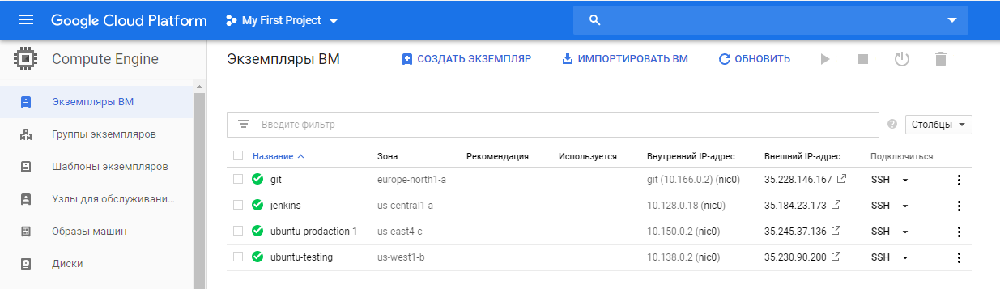 Google Cloud Platform My First Project
Compute Engine Экземпляры ВМ СОЗДАТЬ ЭКЗЕМПЛЯР ИМПОРТИРОВАТЬ ВМ ОБНОВИТЬ
Экземпляры ВМ
Группы экземпляров
Шаблоны экземпляров
Узлы для обслуживани...
Образы машин
Диски
Введите фильтр Столбцы
Название Зона Рекомендация Используется Внутренний IP-адрес Внешний IP-адрес Подключиться
git europe-north1-a git (10.166.0.2) (nic0) 35.228.146.167 SSH
jenkins us-central1-a 10.128.0.18 (nic0) 35.184.23.173 SSH
ubuntu-prodaction-1 us-east4-c 10.150.0.2 (nic0) 35.245.37.136 SSH
ubuntu-testing us-west1-b 10.138.0.2 (nic0) 35.230.90.200 SSH